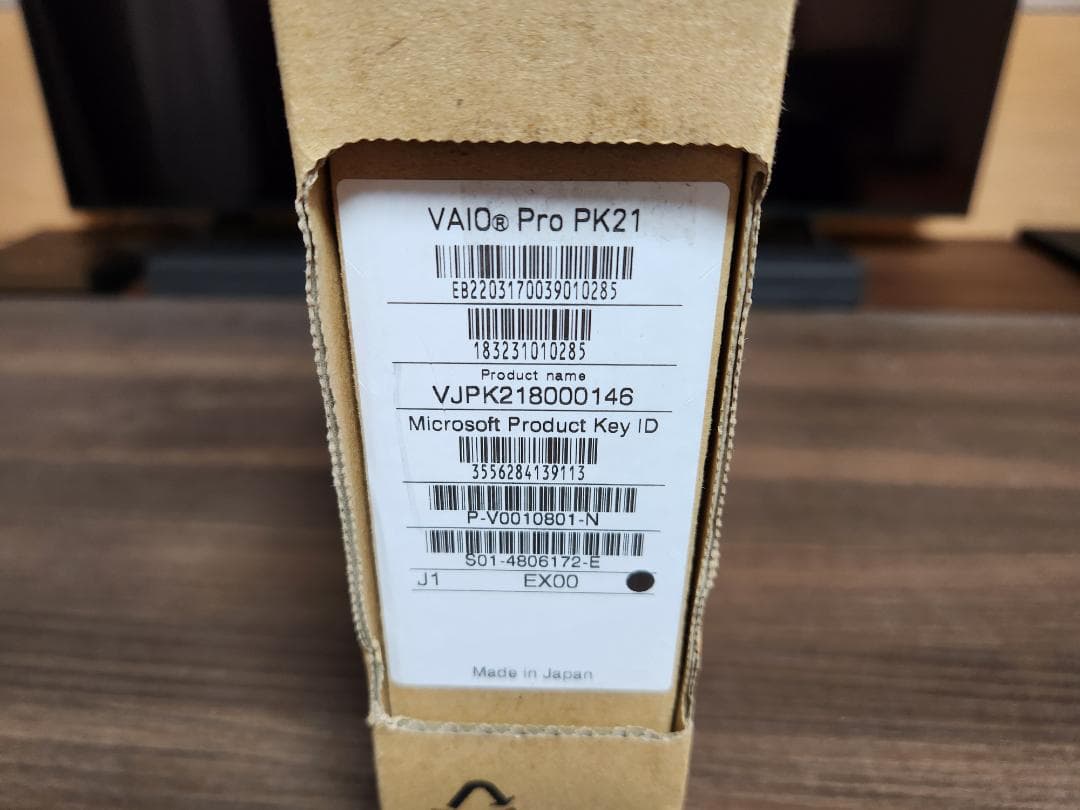 VAIO® Pro PK21
EB2203170039010285
183231010285
Product name
VJPK218000146
Microsoft Product Key ID
3556284139113
P-V0010801-N
S01-4806172-E
J1 EX00
Made in Japan